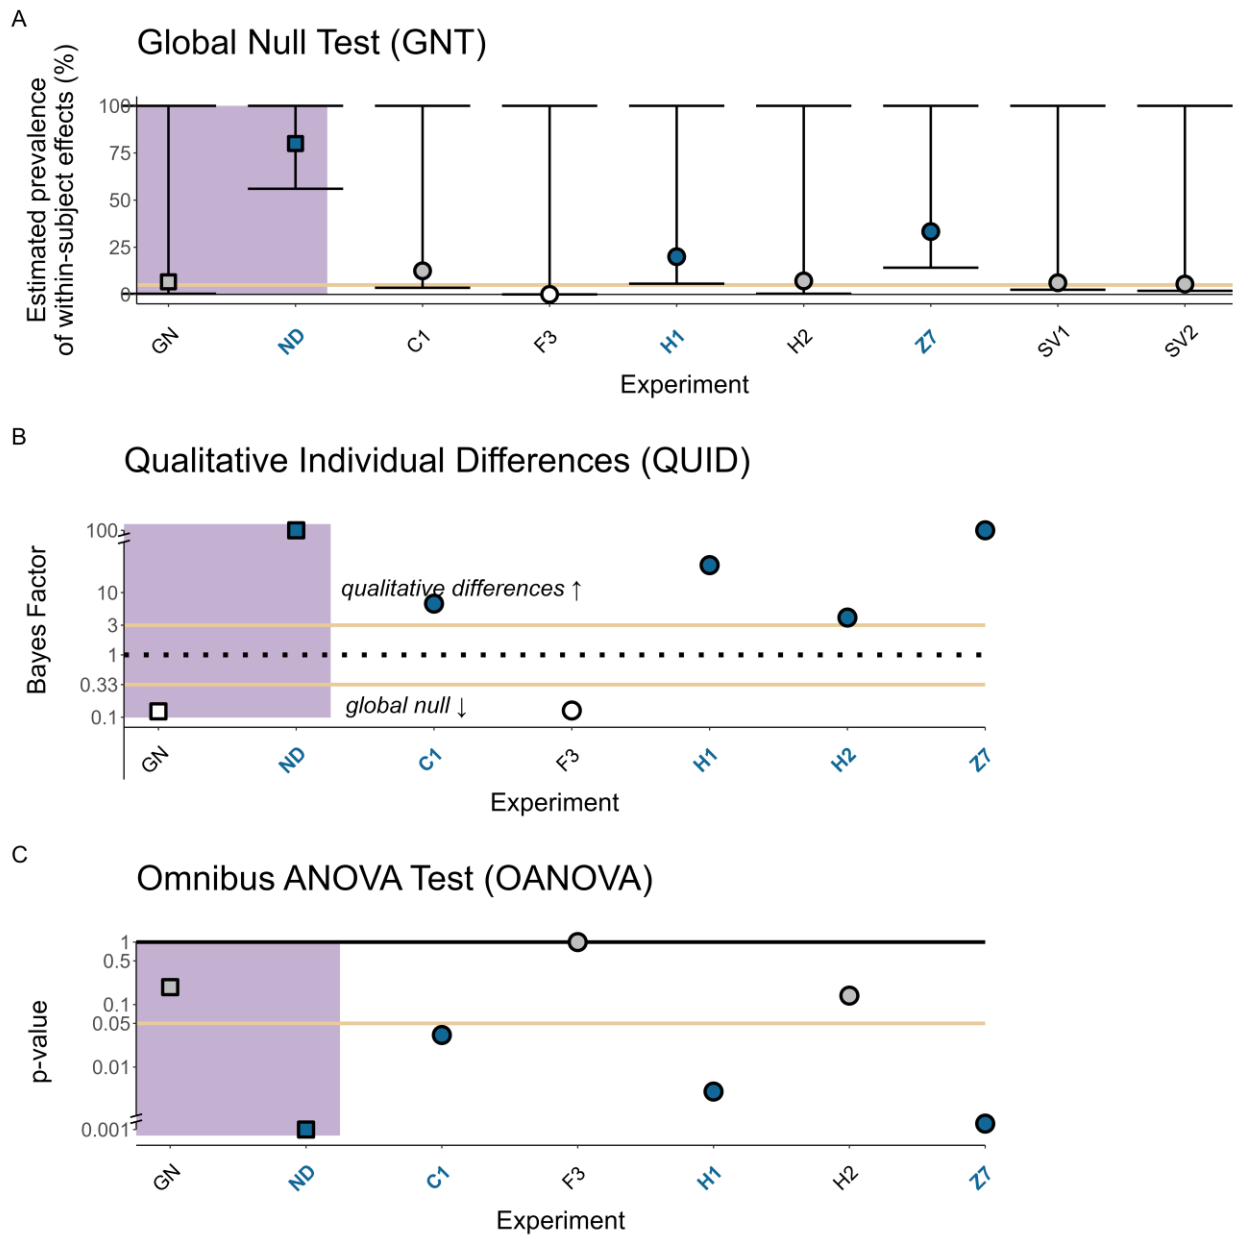 A
Global Null Test (GNT)
Estimated prevalence
of within-subject effects (%)
100
75
50
25
0
GN
ND
C1
F3
H1
H2
Z7
SV1
SV2
Experiment
B
Qualitative Individual Differences (QUID)
Bayes Factor
100
10
3
1
0.33
0.1
qualitative differences ↑
global null ↓
GN
ND
C1
F3
H1
H2
Z7
Experiment
C
Omnibus ANOVA Test (OANOVA)
p-value
1
0.5
0.1
0.05
0.01
0.001
GN
ND
C1
F3
H1
H2
Z7
Experiment